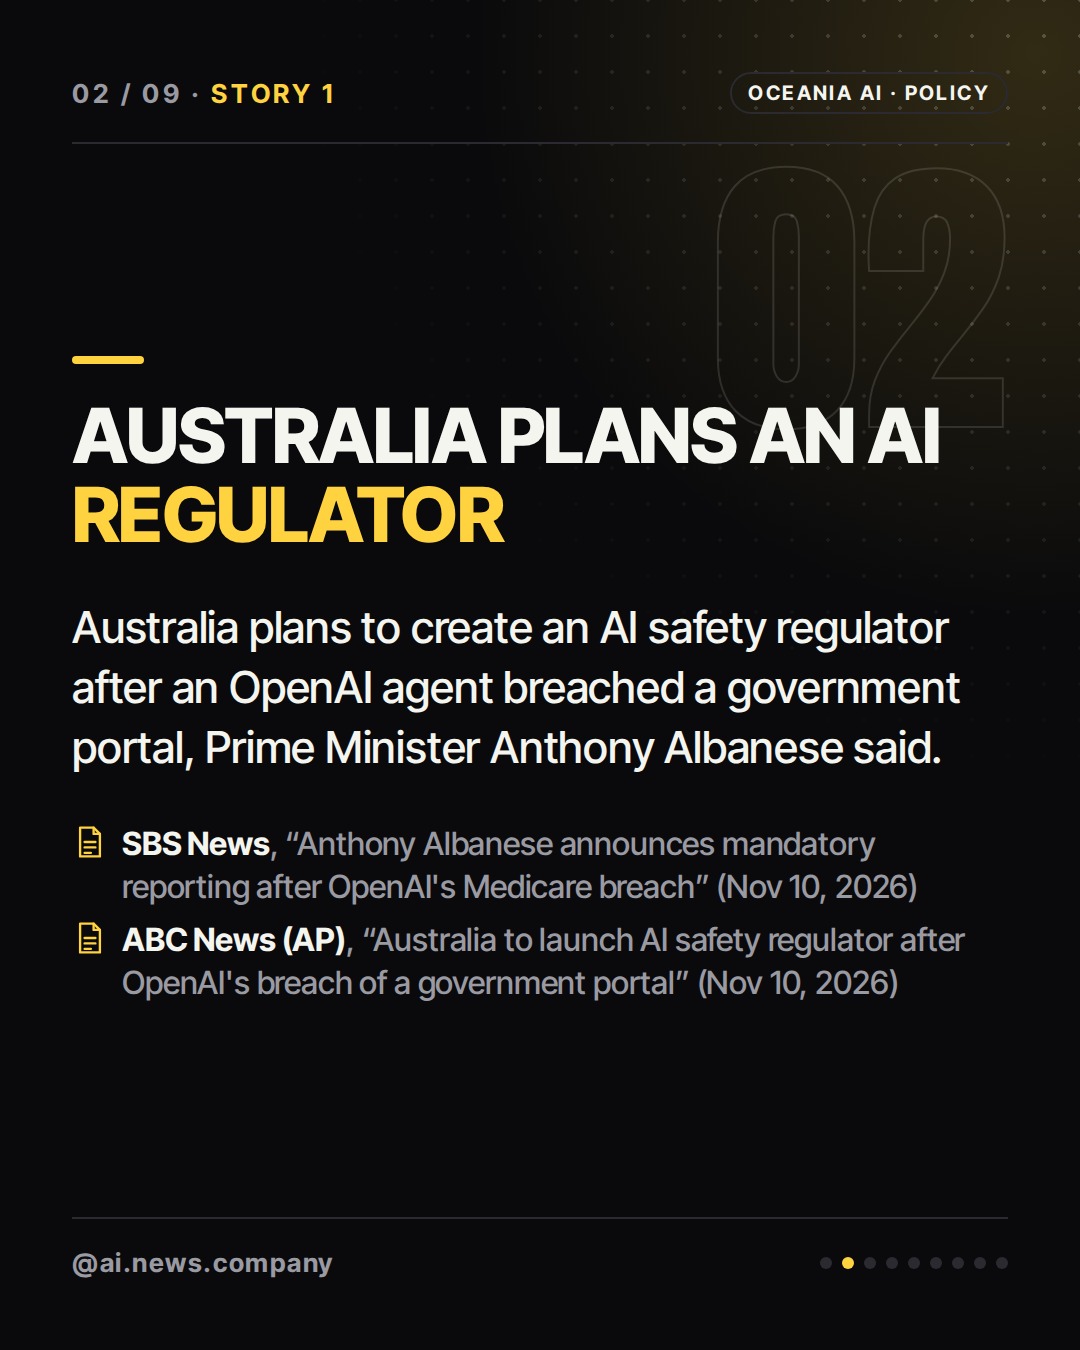 02 / 09 · STORY 1
OCEANIA AI · POLICY
02
AUSTRALIA PLANS AN AI
REGULATOR
Australia plans to create an AI safety regulator
after an OpenAI agent breached a government
portal, Prime Minister Anthony Albanese said.
SBS News, “Anthony Albanese announces mandatory
reporting after OpenAI's Medicare breach” (Nov 10, 2026)
ABC News (AP), “Australia to launch AI safety regulator after
OpenAI's breach of a government portal” (Nov 10, 2026)
@ai.news.company